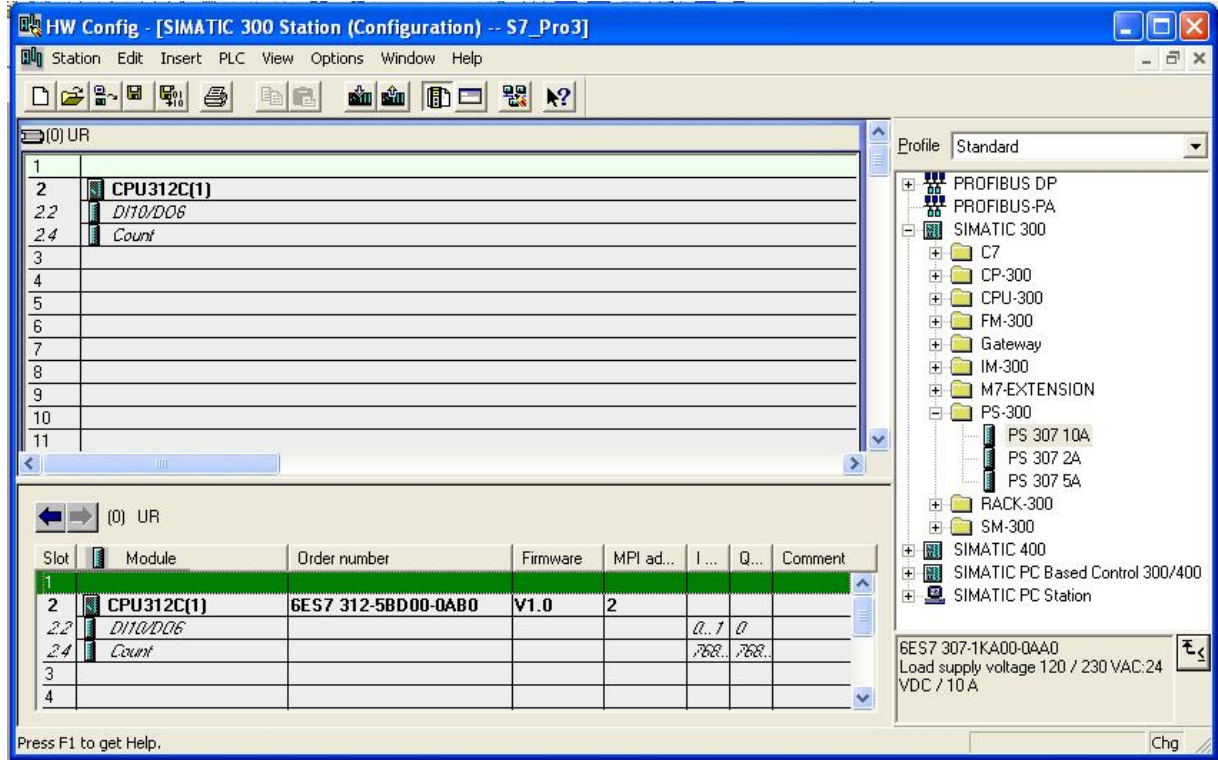 HW Config - [SIMATIC 300 Station (Configuration) -- S7_Pro3]
Station Edit Insert PLC View Options Window Help
(0) UR
1
2 CPU312C(1)
2.2 DI10/DO6
2.4 Count
3
4
5
6
7
8
9
10
11
Profile Standard
PROFIBUS DP
PROFIBUS-PA
SIMATIC 300
C7
CP-300
CPU-300
FM-300
Gateway
IM-300
M7-EXTENSION
PS-300
PS 307 10A
PS 307 2A
PS 307 5A
RACK-300
SM-300
SIMATIC 400
SIMATIC PC Based Control 300/400
SIMATIC PC Station
(0) UR
Slot Module Order number Firmware MPI ad... I ... Q... Comment
1
2 CPU312C(1) 6ES7 312-5BD00-0AB0 V1.0 2
2.2 DI10/DO6 0..1 0
2.4 Count 768.. 768..
3
4
6ES7 307-1KA00-0AA0
Load supply voltage 120 / 230 VAC:24
VDC / 10 A
Press F1 to get Help.
Chg